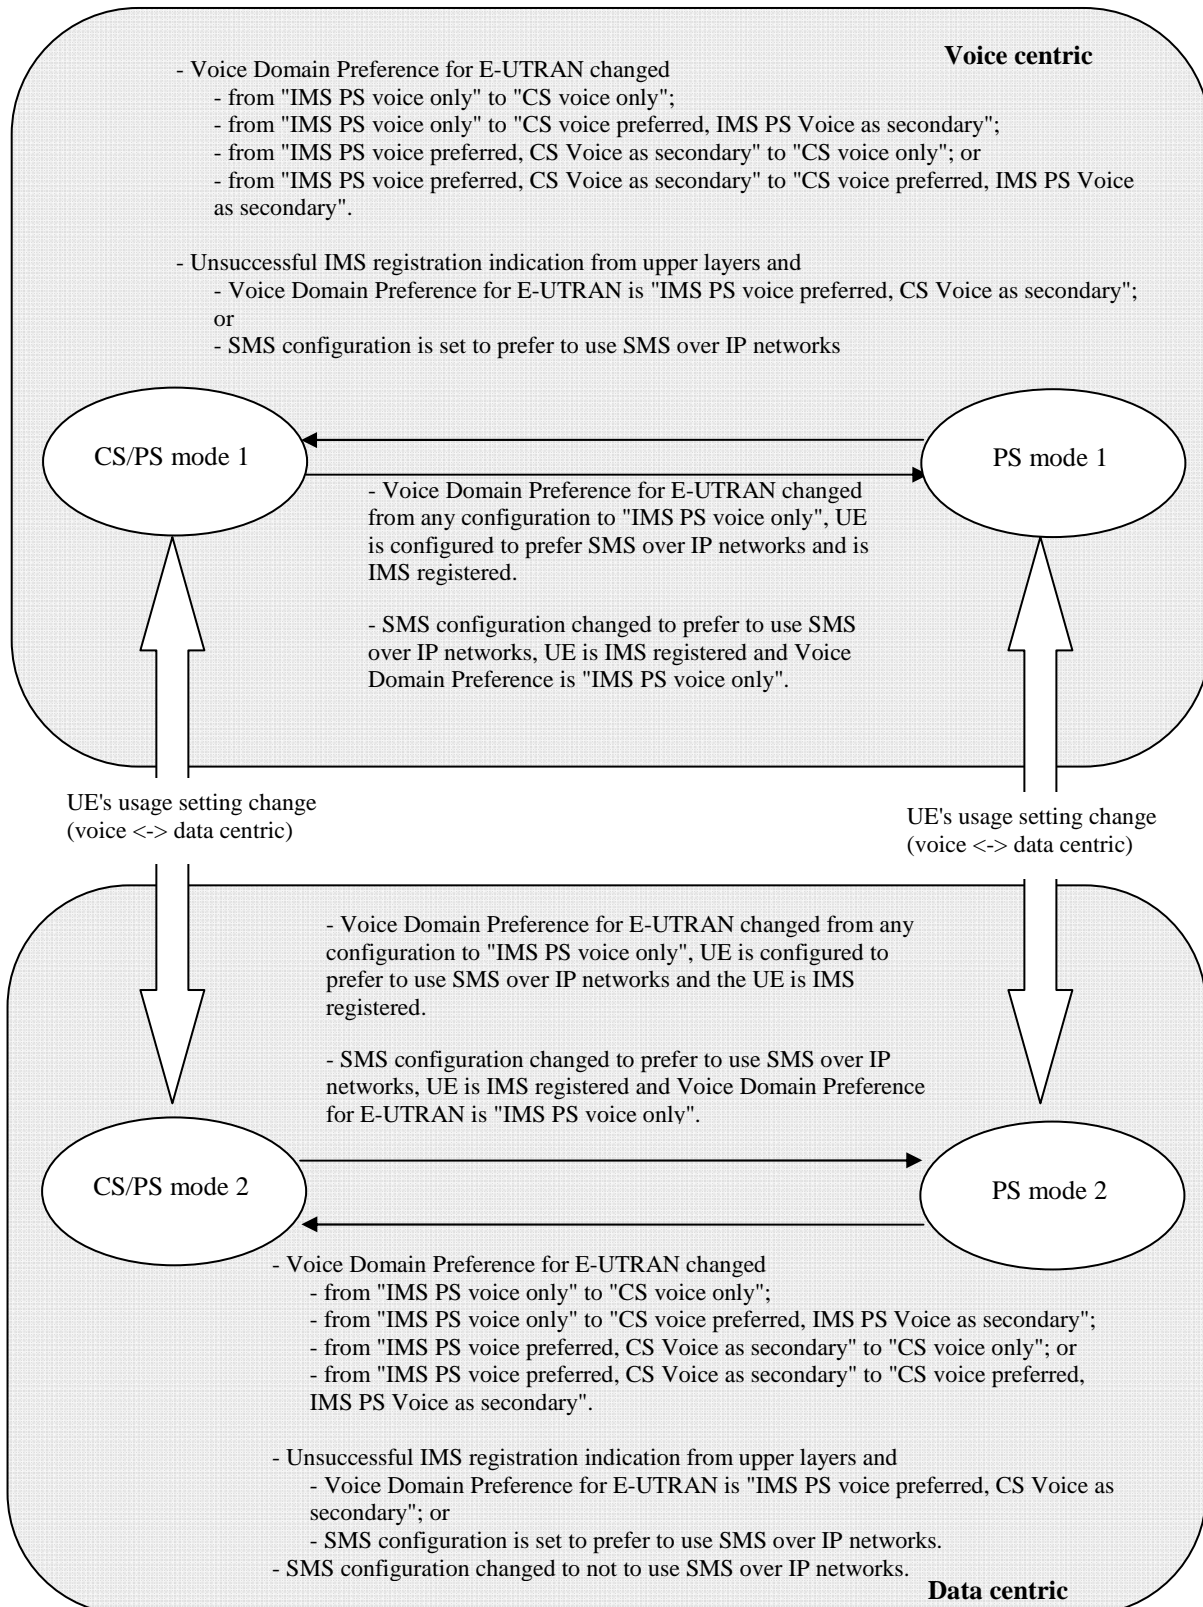 Voice centric
- Voice Domain Preference for E-UTRAN changed
- from "IMS PS voice only" to "CS voice only";
- from "IMS PS voice only" to "CS voice preferred, IMS PS Voice as secondary";
- from "IMS PS voice preferred, CS Voice as secondary" to "CS voice only"; or
- from "IMS PS voice preferred, CS Voice as secondary" to "CS voice preferred, IMS PS Voice
as secondary".
- Unsuccessful IMS registration indication from upper layers and
- Voice Domain Preference for E-UTRAN is "IMS PS voice preferred, CS Voice as secondary";
or
- SMS configuration is set to prefer to use SMS over IP networks
CS/PS mode 1
PS mode 1
- Voice Domain Preference for E-UTRAN changed
from any configuration to "IMS PS voice only", UE
is configured to prefer SMS over IP networks and is
IMS registered.
- SMS configuration changed to prefer to use SMS
over IP networks, UE is IMS registered and Voice
Domain Preference is "IMS PS voice only".
UE's usage setting change
(voice <-> data centric)
UE's usage setting change
(voice <-> data centric)
- Voice Domain Preference for E-UTRAN changed from any
configuration to "IMS PS voice only", UE is configured to
prefer to use SMS over IP networks and the UE is IMS
registered.
- SMS configuration changed to prefer to use SMS over IP
networks, UE is IMS registered and Voice Domain Preference
for E-UTRAN is "IMS PS voice only".
CS/PS mode 2
PS mode 2
- Voice Domain Preference for E-UTRAN changed
- from "IMS PS voice only" to "CS voice only";
- from "IMS PS voice only" to "CS voice preferred, IMS PS Voice as secondary";
- from "IMS PS voice preferred, CS Voice as secondary" to "CS voice only"; or
- from "IMS PS voice preferred, CS Voice as secondary" to "CS voice preferred,
IMS PS Voice as secondary".
- Unsuccessful IMS registration indication from upper layers and
- Voice Domain Preference for E-UTRAN is "IMS PS voice preferred, CS Voice as
secondary"; or
- SMS configuration is set to prefer to use SMS over IP networks.
- SMS configuration changed to not to use SMS over IP networks.
Data centric